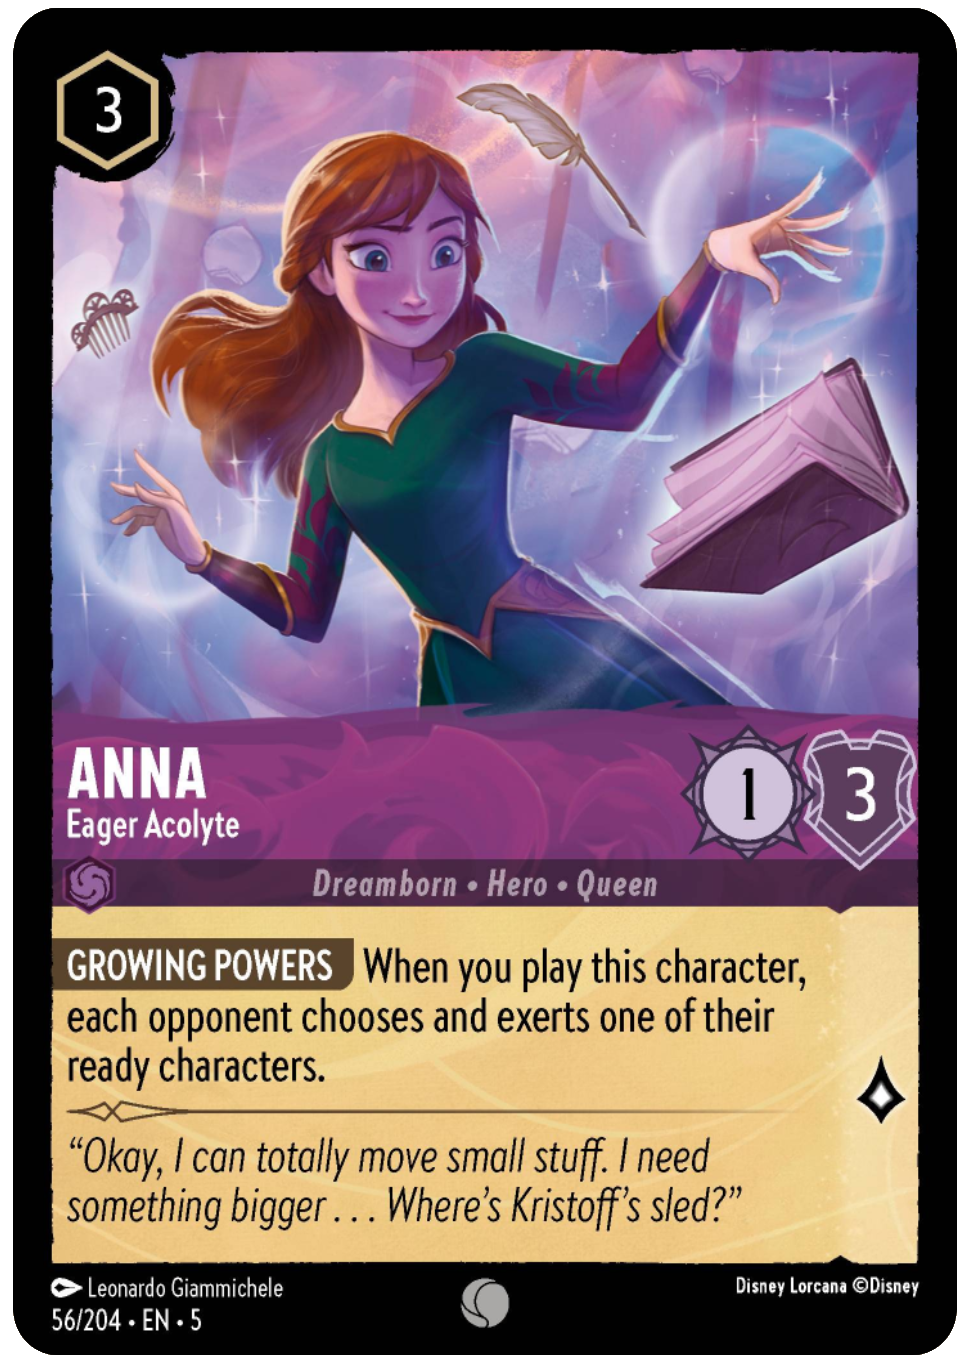 3
ANNA
Eager Acolyte
1
3
Dreamborn • Hero • Queen
GROWING POWERS When you play this character,
each opponent chooses and exerts one of their
ready characters.
“Okay, I can totally move small stuff. I need
something bigger . . . Where’s Kristoff’s sled?”
Leonardo Giammichele
Disney Lorcana ©Disney
56/204 • EN • 5